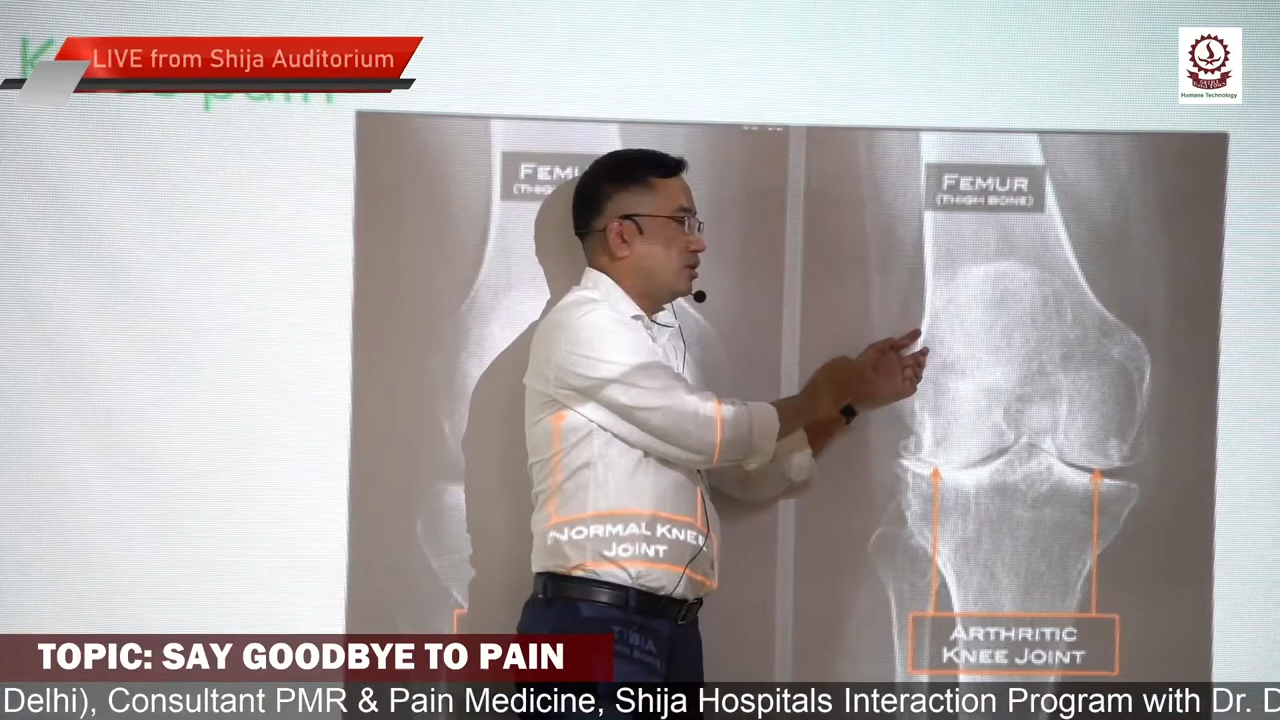 LIVE from Shija Auditorium
Humane Technology
FEMUR
(THIGH BONE)
NORMAL KNEE
JOINT
ARTHRITIC
KNEE JOINT
TOPIC: SAY GOODBYE TO PAIN
Delhi), Consultant PMR & Pain Medicine, Shija Hospitals Interaction Program with Dr. D